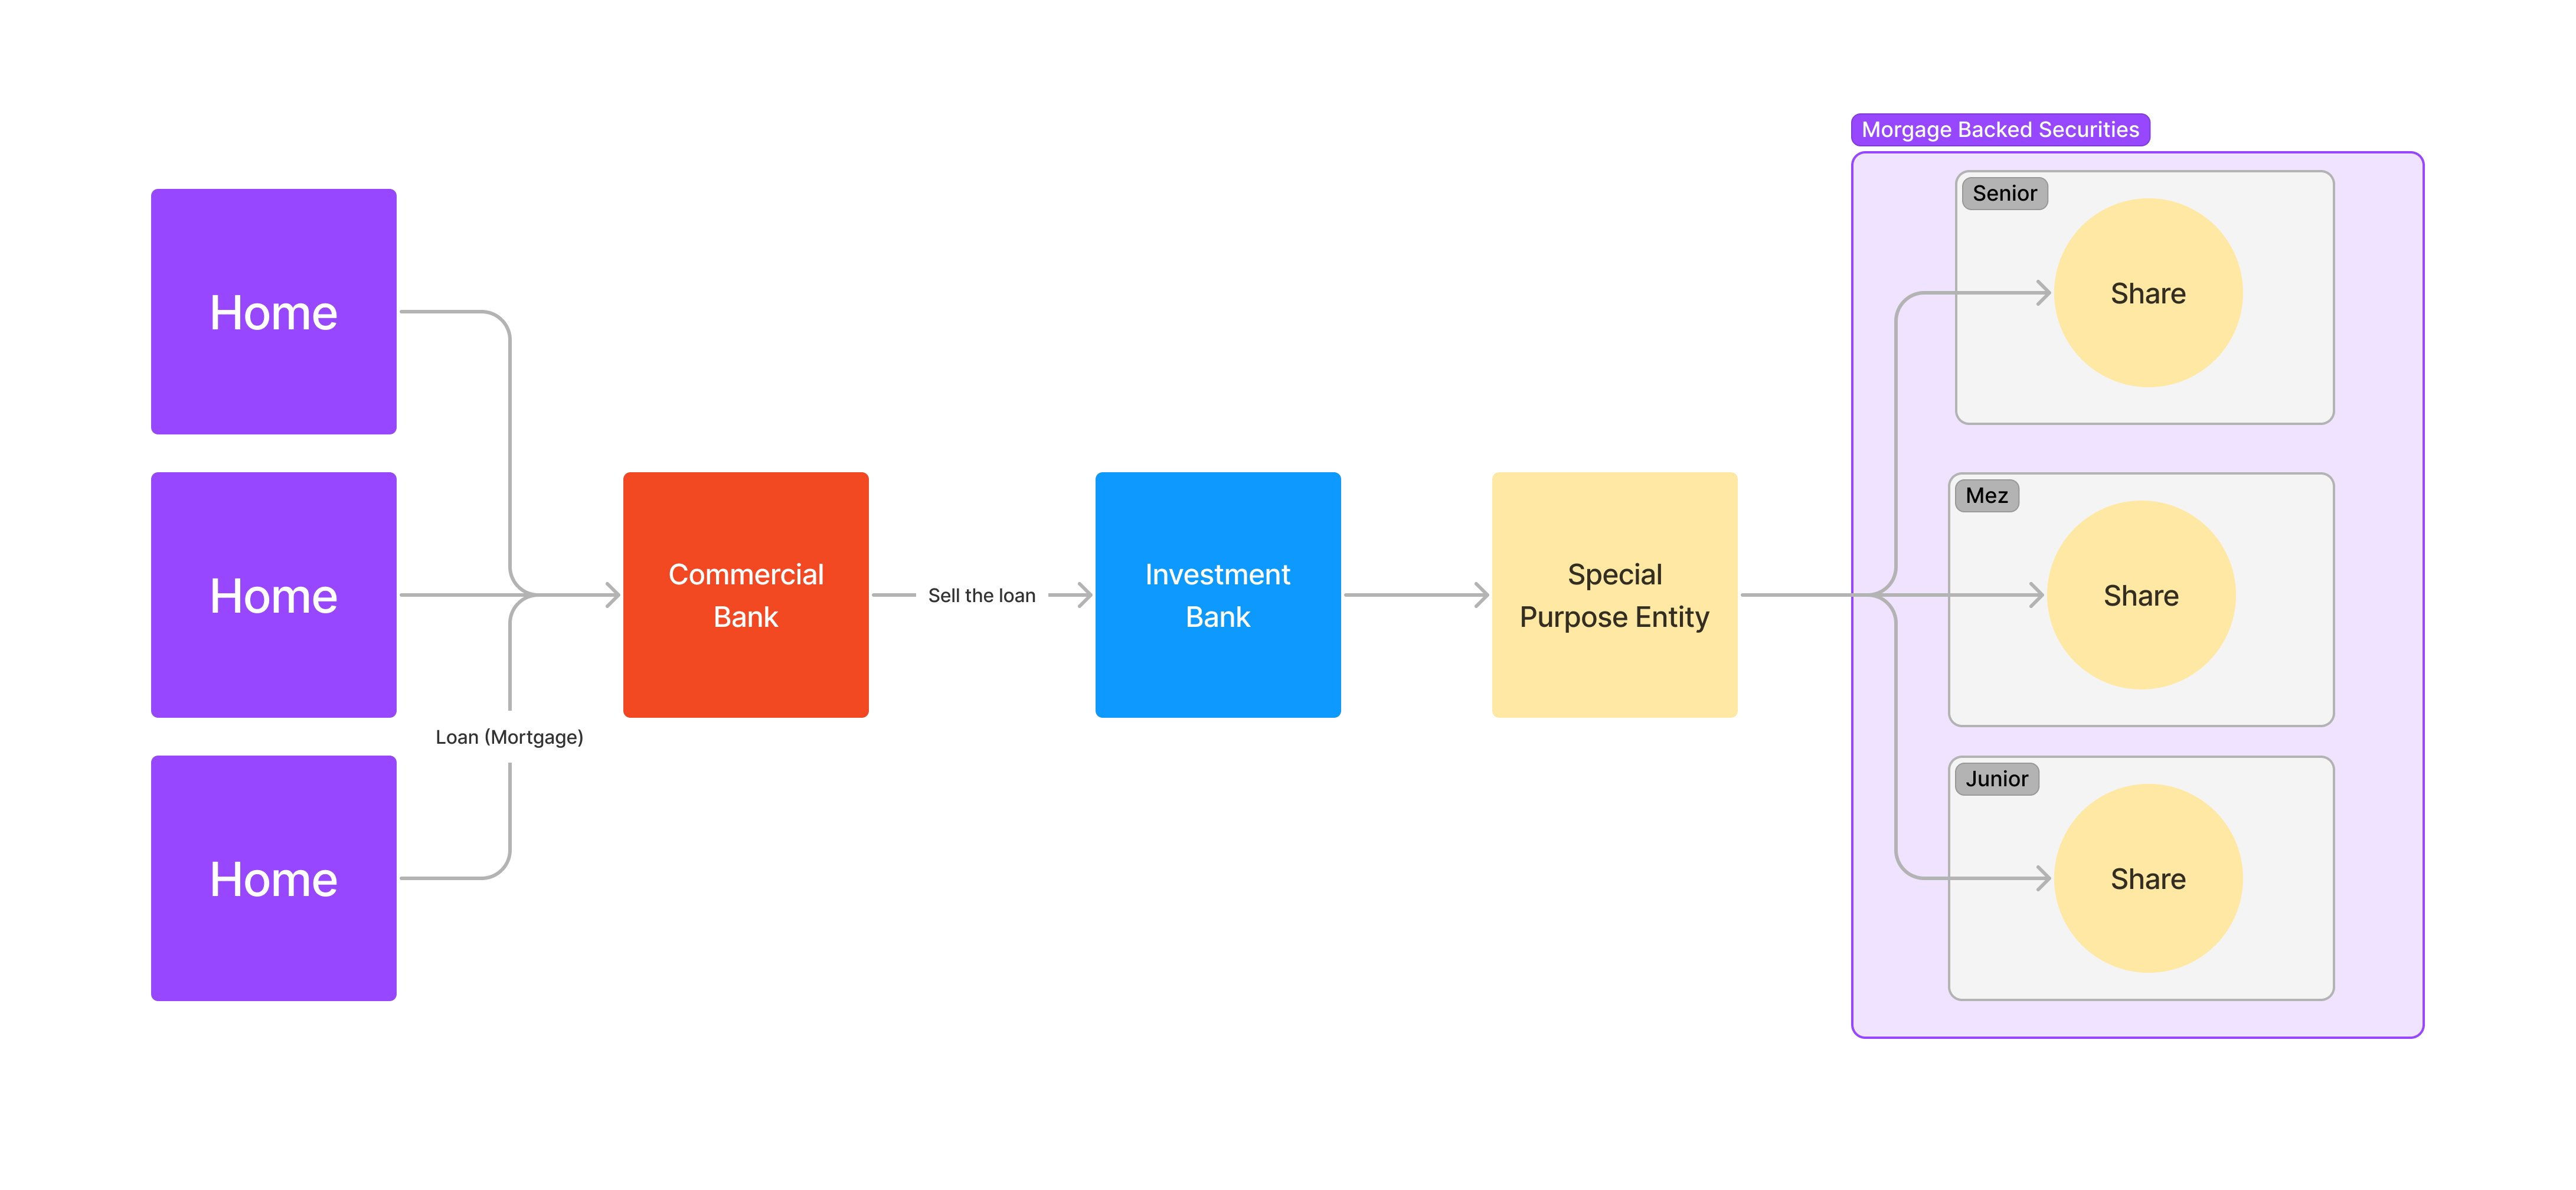 Morgage Backed Securities
Senior
Share
Home
Mez
Share
Home
Commercial
Bank
Sell the loan
Investment
Bank
Special
Purpose Entity
Loan (Mortgage)
Junior
Share
Home